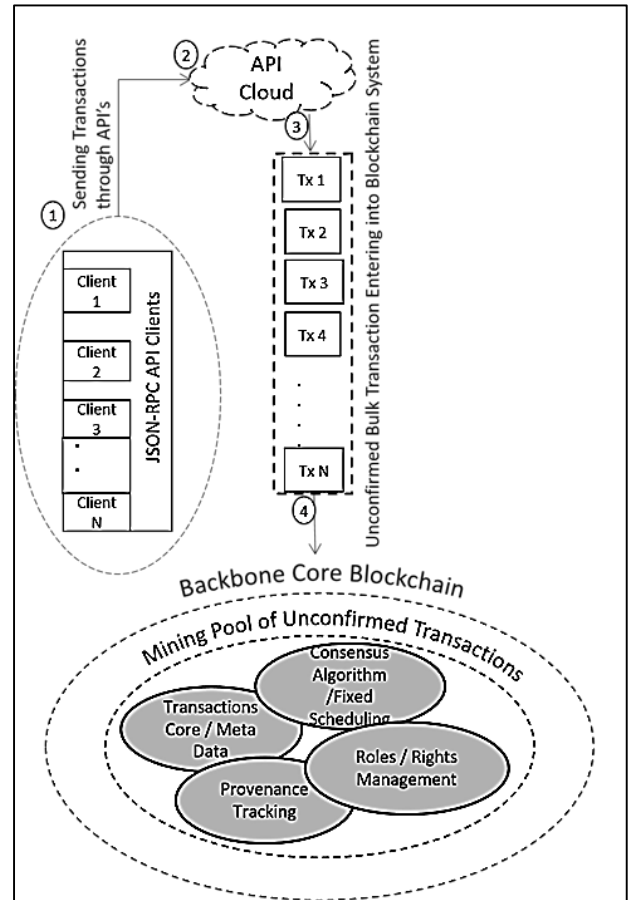 1
Sending Transactions
through API's
2
API
Cloud
3
JSON-RPC API Clients
Client
1
Client
2
Client
3
Client
N
Tx 1
Tx 2
Tx 3
Tx 4
Tx N
Unconfirmed Bulk Transaction Entering into Blockchain System
4
Backbone Core Blockchain
Mining Pool of Unconfirmed Transactions
Consensus
Algorithm
/Fixed
Scheduling
Transactions
Core / Meta
Data
Roles / Rights
Management
Provenance
Tracking